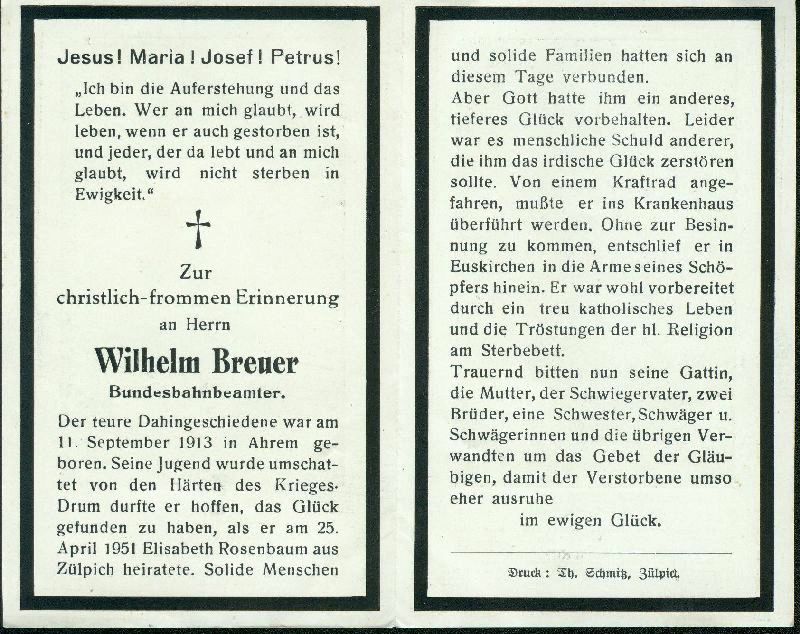 Jesus! Maria! Josef! Petrus!
„Ich bin die Auferstehung und das
Leben. Wer an mich glaubt, wird
leben, wenn er auch gestorben ist,
und jeder, der da lebt und an mich
glaubt, wird nicht sterben in
Ewigkeit.“
Zur
christlich-frommen Erinnerung
an Herrn
Wilhelm Breuer
Bundesbahnbeamter.
Der teure Dahingeschiedene war am
11. September 1913 in Ahrem ge-
boren. Seine Jugend wurde umschat-
tet von den Härten des Krieges.
Drum durfte er hoffen, das Glück
gefunden zu haben, als er am 25.
April 1951 Elisabeth Rosenbaum aus
Zülpich heiratete. Solide Menschen
und solide Familien hatten sich an
diesem Tage verbunden.
Aber Gott hatte ihm ein anderes,
tieferes Glück vorbehalten. Leider
war es menschliche Schuld anderer,
die ihm das irdische Glück zerstören
sollte. Von einem Kraftrad ange-
fahren, mußte er ins Krankenhaus
überführt werden. Ohne zur Besin-
nung zu kommen, entschlief er in
Euskirchen in die Arme seines Schö-
pfers hinein. Er war wohl vorbereitet
durch ein treu katholisches Leben
und die Tröstungen der hl. Religion
am Sterbebett.
Trauernd bitten nun seine Gattin,
die Mutter, der Schwiegervater, zwei
Brüder, eine Schwester, Schwäger u.
Schwägerinnen und die übrigen Ver-
wandten um das Gebet der Gläu-
bigen, damit der Verstorbene umso
eher ausruhe
im ewigen Glück.
Druck: Th. Schmitz, Zülpich.